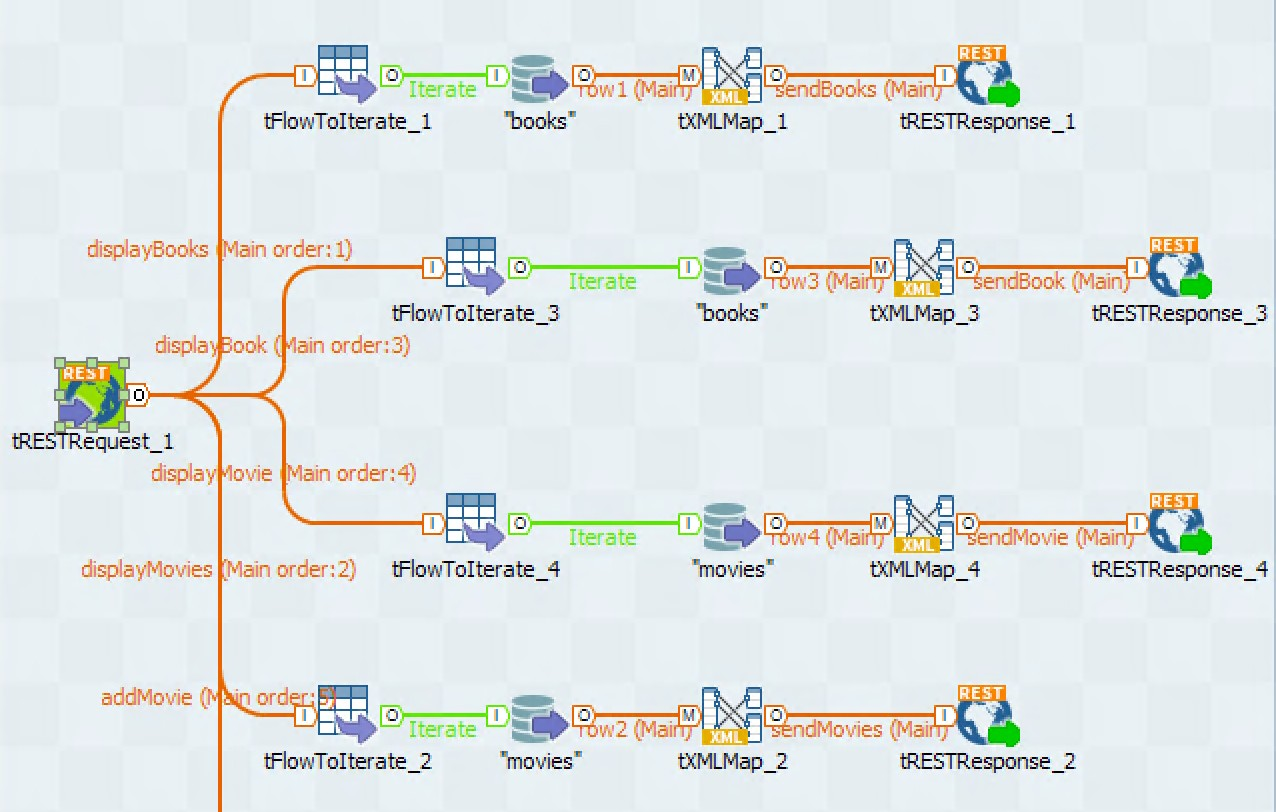 REST
I O Iterate I O row1 (Main) M XML O sendBooks (Main) I
tFlowToIterate_1 "books" tXMLMap_1 tRESTResponse_1
displayBooks (Main order:1)
REST
I O Iterate I O row3 (Main) M XML O sendBook (Main) I
tFlowToIterate_3 "books" tXMLMap_3 tRESTResponse_3
displayBook (Main order:3)
REST O
tRESTRequest_1
displayMovie (Main order:4)
REST
I O Iterate I O row4 (Main) M XML O sendMovie (Main) I
displayMovies (Main order:2) tFlowToIterate_4 "movies" tXMLMap_4 tRESTResponse_4
addMovie (Main order:5) REST
I O Iterate I O row2 (Main) M XML O sendMovies (Main) I
tFlowToIterate_2 "movies" tXMLMap_2 tRESTResponse_2